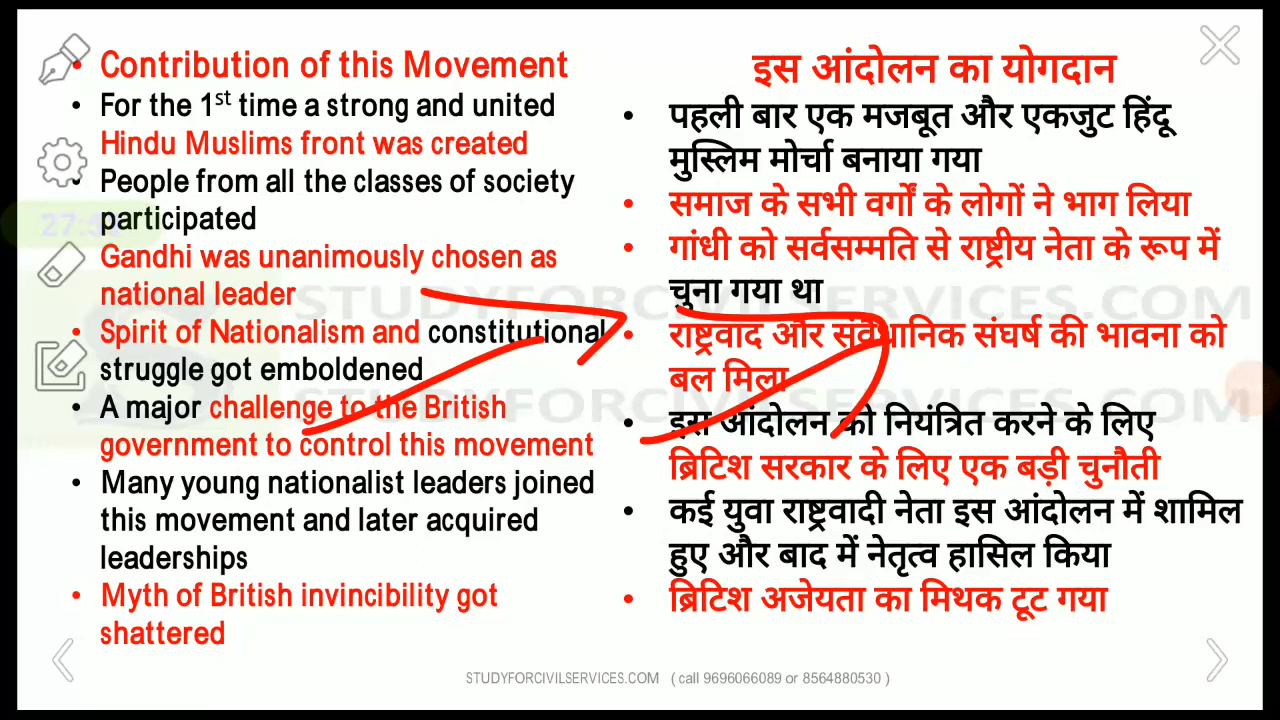 Contribution of this Movement
• For the 1st time a strong and united
Hindu Muslims front was created
• People from all the classes of society
participated
Gandhi was unanimously chosen as
national leader
• Spirit of Nationalism and constitutional
struggle got emboldened
• A major challenge to the British
government to control this movement
• Many young nationalist leaders joined
this movement and later acquired
leaderships
• Myth of British invincibility got
shattered
इस आंदोलन का योगदान
• पहली बार एक मजबूत और एकजुट हिंदू
मुस्लिम मोर्चा बनाया गया
• समाज के सभी वर्गों के लोगों ने भाग लिया
• गांधी को सर्वसम्मति से राष्ट्रीय नेता के रूप में
चुना गया था
• राष्ट्रवाद और संवैधानिक संघर्ष की भावना को
बल मिला
• इस आंदोलन को नियंत्रित करने के लिए
ब्रिटिश सरकार के लिए एक बड़ी चुनौती
• कई युवा राष्ट्रवादी नेता इस आंदोलन में शामिल
हुए और बाद में नेतृत्व हासिल किया
• ब्रिटिश अजेयता का मिथक टूट गया
STUDYFORCIVILSERVICES.COM
STUDYFORCIVILSERVICES.COM ( call 9696066089 or 8564880530 )